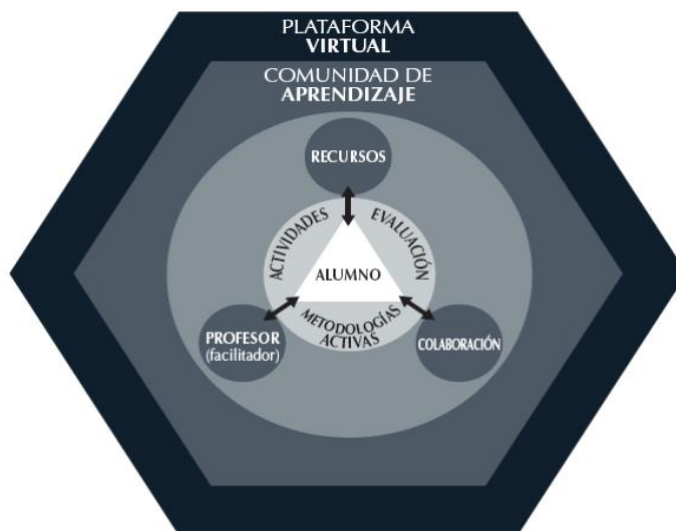 PLATAFORMA
VIRTUAL
COMUNIDAD DE
APRENDIZAJE
RECURSOS
ACTIVIDADES
EVALUACIÓN
ALUMNO
METODOLOGÍAS
ACTIVAS
PROFESOR
(facilitador)
COLABORACIÓN